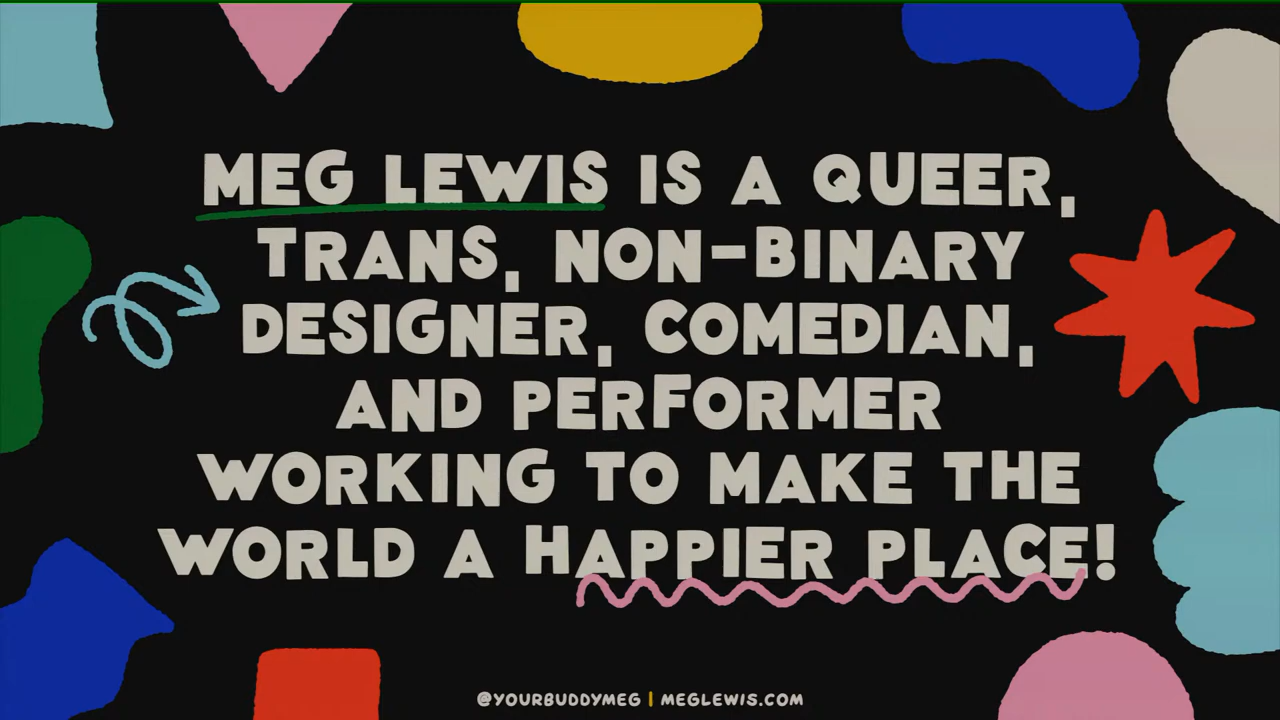 MEG LEWIS IS A QUEER,
TRANS, NON-BINARY
DESIGNER, COMEDIAN,
AND PERFORMER
WORKING TO MAKE THE
WORLD A HAPPIER PLACE!
@YOURBUDDYMEG | MEGLEWIS.COM